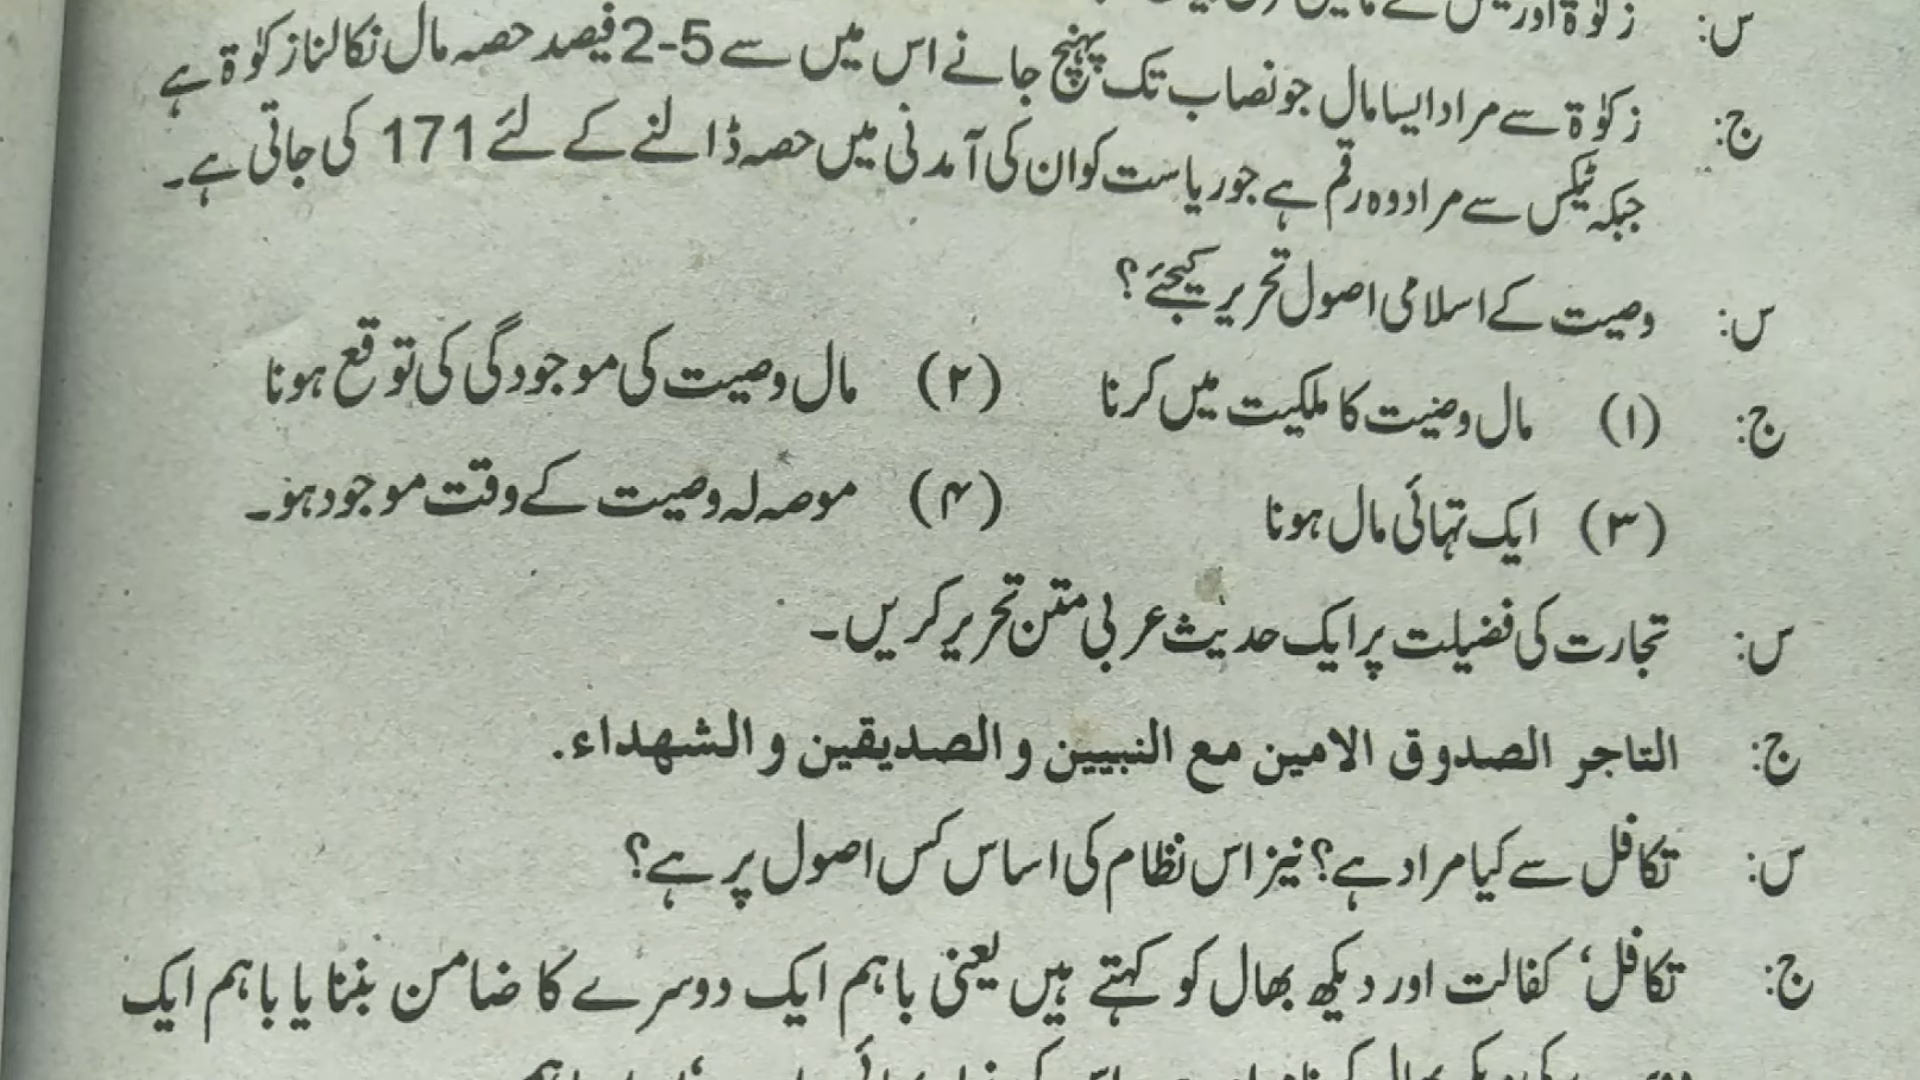 س: زکوٰۃ اور
ج: زکوٰۃ سے مراد ایسا مال جو نصاب تک پہنچ جانے اس میں سے 5-2 فیصد حصہ مال نکالنا زکوٰۃ ہے
جبکہ ٹیکس سے مراد وہ رقم ہے جو ریاست کو ان کی آمدنی میں حصہ ڈالنے کے لئے 171 کی جاتی ہے۔
س: وصیت کے اسلامی اصول تحریر کیجئے؟
ج: (۱) مال وصیت کا ملکیت میں کرنا (۲) مال وصیت کی موجودگی کی توقع ہونا
(۳) ایک تہائی مال ہونا (۴) موصہ لہ وصیت کے وقت موجود ہو۔
س: تجارت کی فضیلت پر ایک حدیث عربی متن تحریر کریں۔
ج: التاجر الصدوق الامین مع النبیین و الصدیقین و الشھداء.
س: تکافل سے کیا مراد ہے؟ نیز اس نظام کی اساس کس اصول پر ہے؟
ج: تکافل، کفالت اور دیکھ بھال کو کہتے ہیں یعنی باہم ایک دوسرے کا ضامن بننا یا باہم ایک